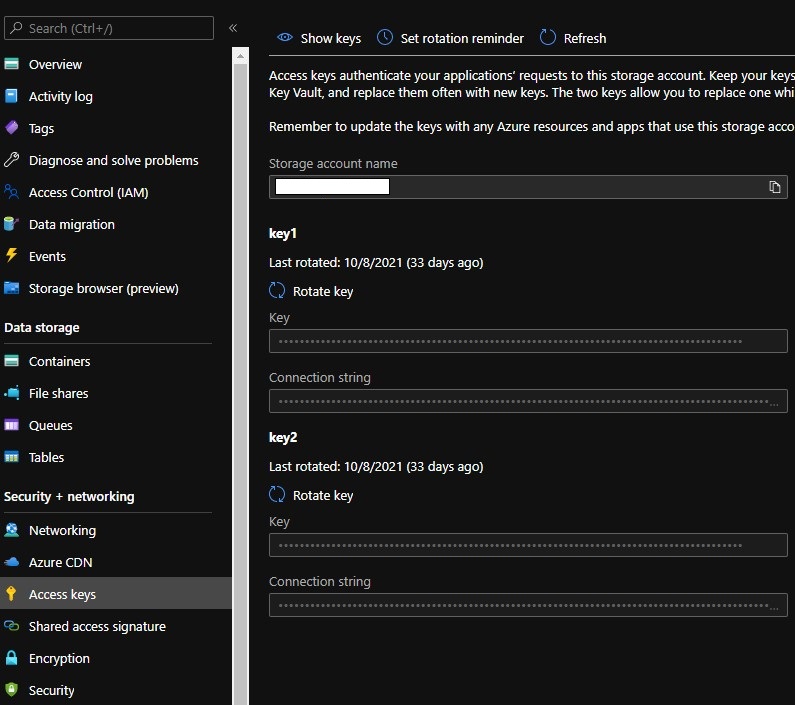 Search (Ctrl+/)
«
Overview
Activity log
Tags
Diagnose and solve problems
Access Control (IAM)
Data migration
Events
Storage browser (preview)
Data storage
Containers
File shares
Queues
Tables
Security + networking
Networking
Azure CDN
Access keys
Shared access signature
Encryption
Security
Show keys
Set rotation reminder
Refresh
Access keys authenticate your applications' requests to this storage account. Keep your keys
Key Vault, and replace them often with new keys. The two keys allow you to replace one whi
Remember to update the keys with any Azure resources and apps that use this storage acco
Storage account name
key1
Last rotated: 10/8/2021 (33 days ago)
Rotate key
Key
Connection string
key2
Last rotated: 10/8/2021 (33 days ago)
Rotate key
Key
Connection string